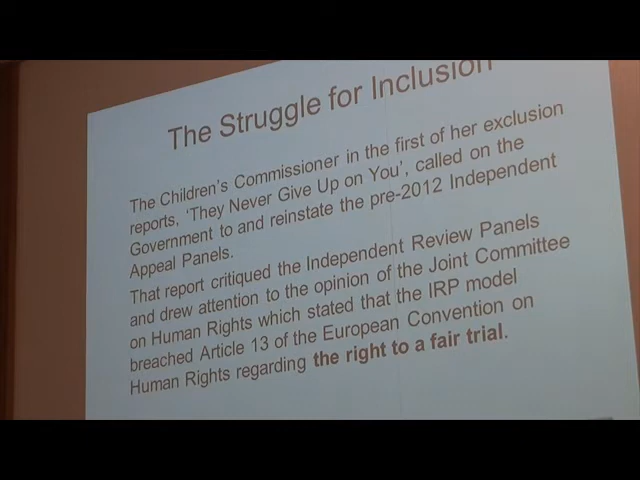 The Struggle for Inclusion
The Children's Commissioner in the first of her exclusion
reports, 'They Never Give Up on You', called on the
Government to and reinstate the pre-2012 Independent
Appeal Panels.
That report critiqued the Independent Review Panels
and drew attention to the opinion of the Joint Committee
on Human Rights which stated that the IRP model
breached Article 13 of the European Convention on
Human Rights regarding the right to a fair trial.